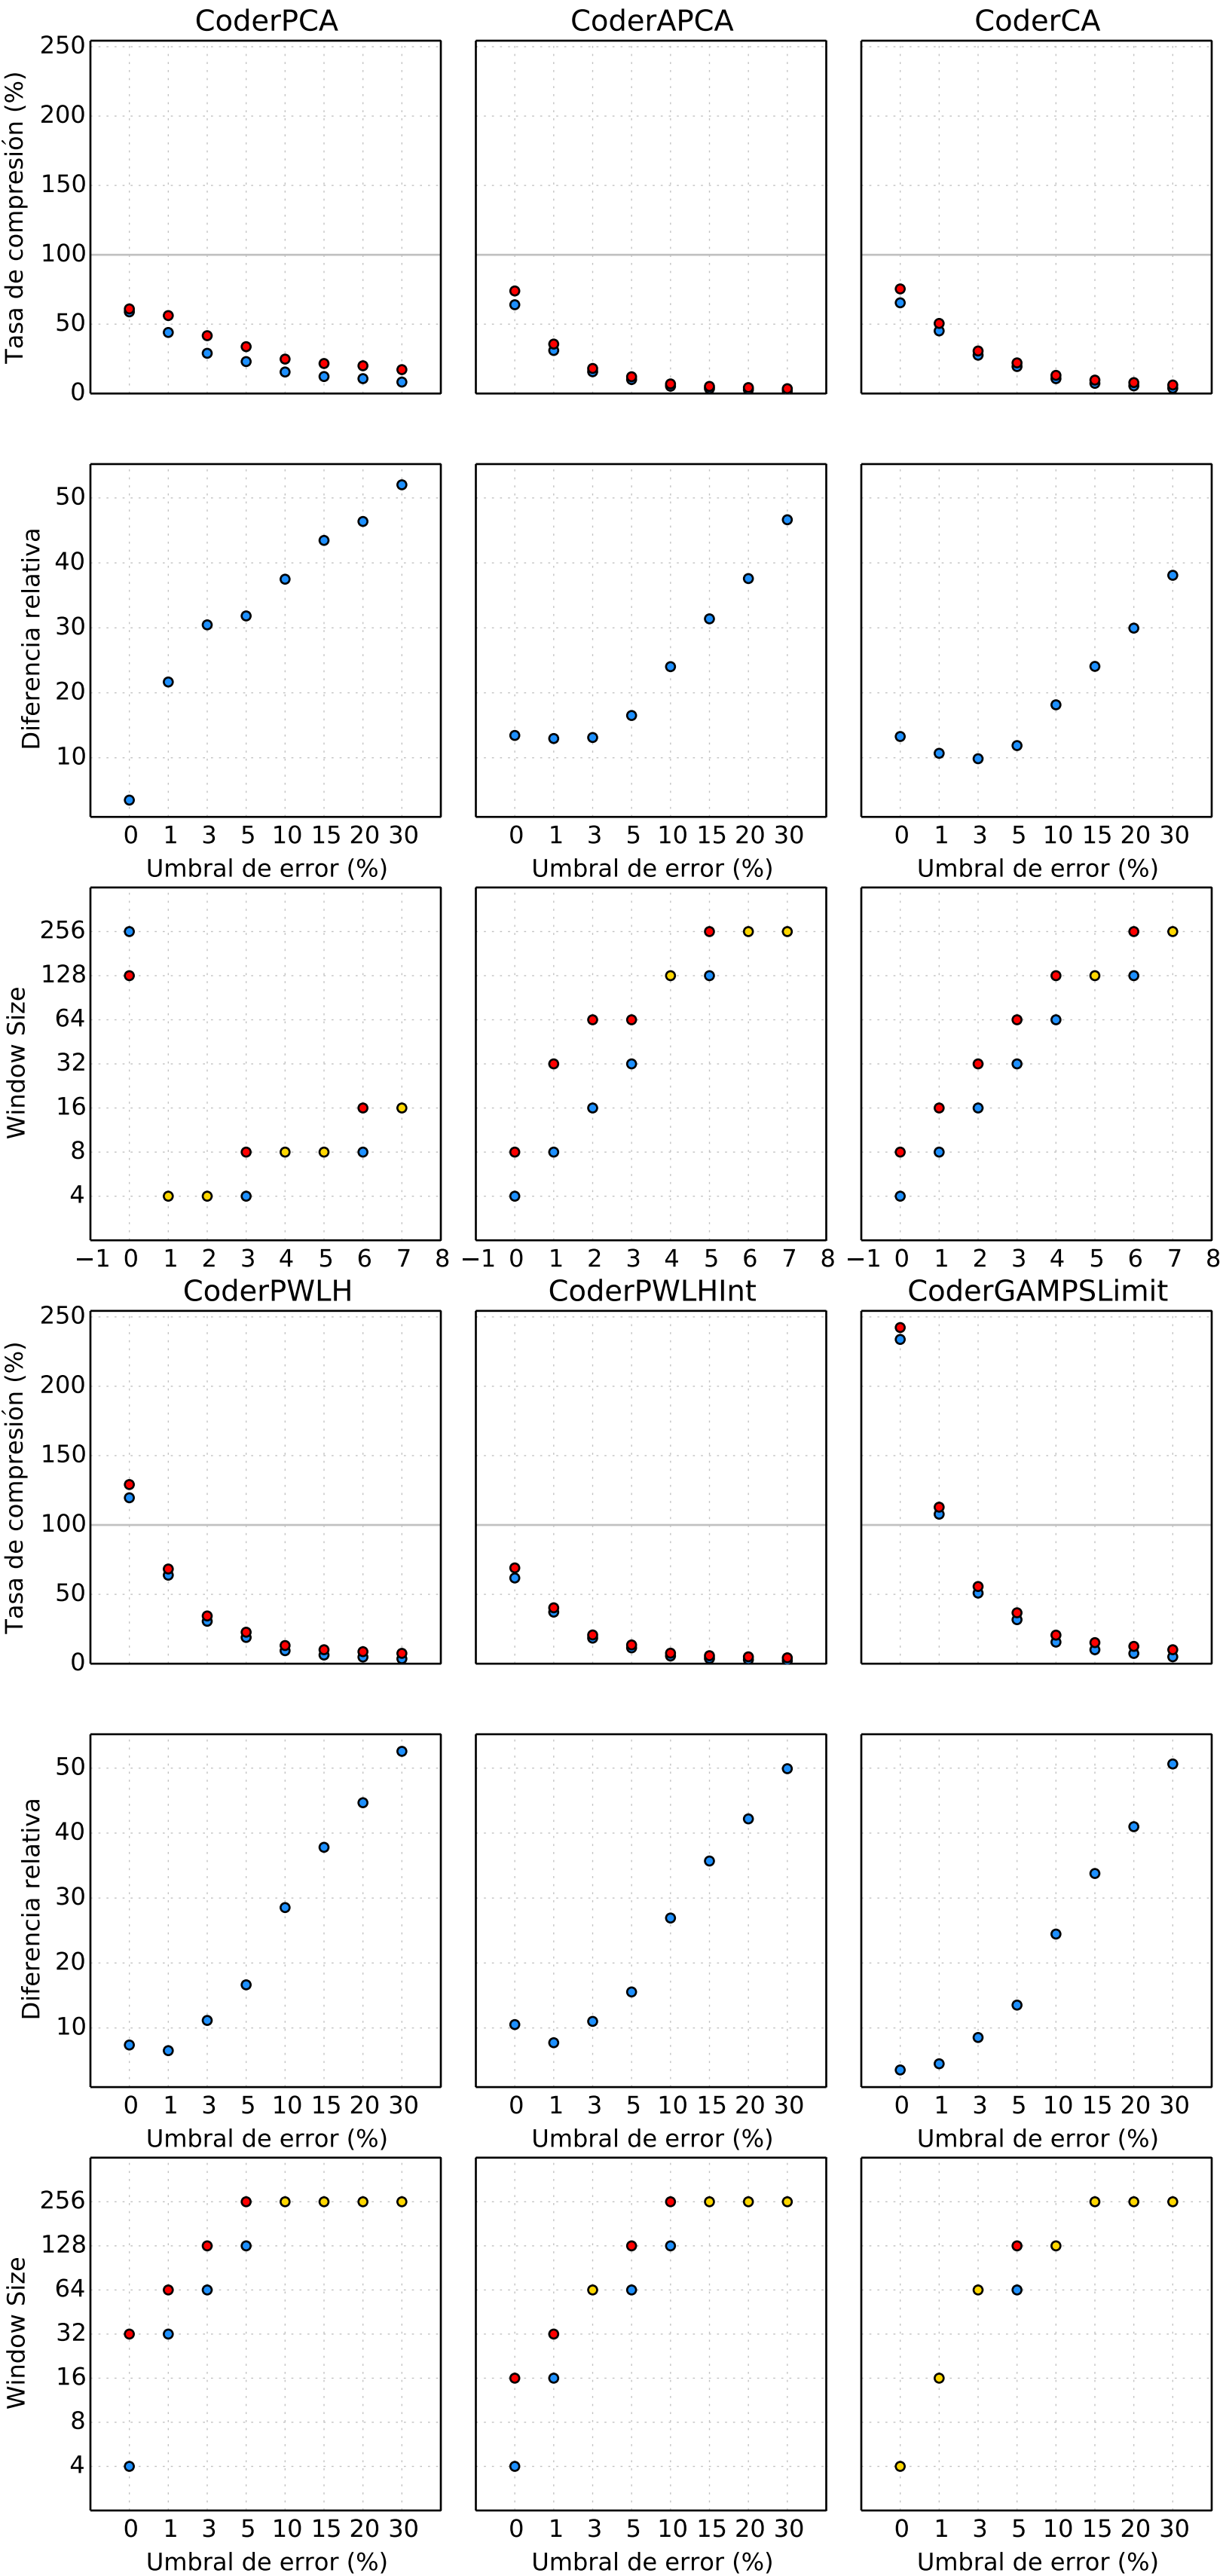 CoderPCA CoderAPCA CoderCA
Tasa de compresión (%)
250
200
150
100
50
0
Diferencia relativa
50
40
30
20
10
0 1 3 5 10 15 20 30 0 1 3 5 10 15 20 30 0 1 3 5 10 15 20 30
Umbral de error (%) Umbral de error (%) Umbral de error (%)
Window Size
256
128
64
32
16
8
4
−1 0 1 2 3 4 5 6 7 8 −1 0 1 2 3 4 5 6 7 8 −1 0 1 2 3 4 5 6 7 8
CoderPWLH CoderPWLHInt CoderGAMPSLimit
Tasa de compresión (%)
250
200
150
100
50
0
Diferencia relativa
50
40
30
20
10
0 1 3 5 10 15 20 30 0 1 3 5 10 15 20 30 0 1 3 5 10 15 20 30
Umbral de error (%) Umbral de error (%) Umbral de error (%)
Window Size
256
128
64
32
16
8
4
0 1 3 5 10 15 20 30 0 1 3 5 10 15 20 30 0 1 3 5 10 15 20 30
Umbral de error (%) Umbral de error (%) Umbral de error (%)